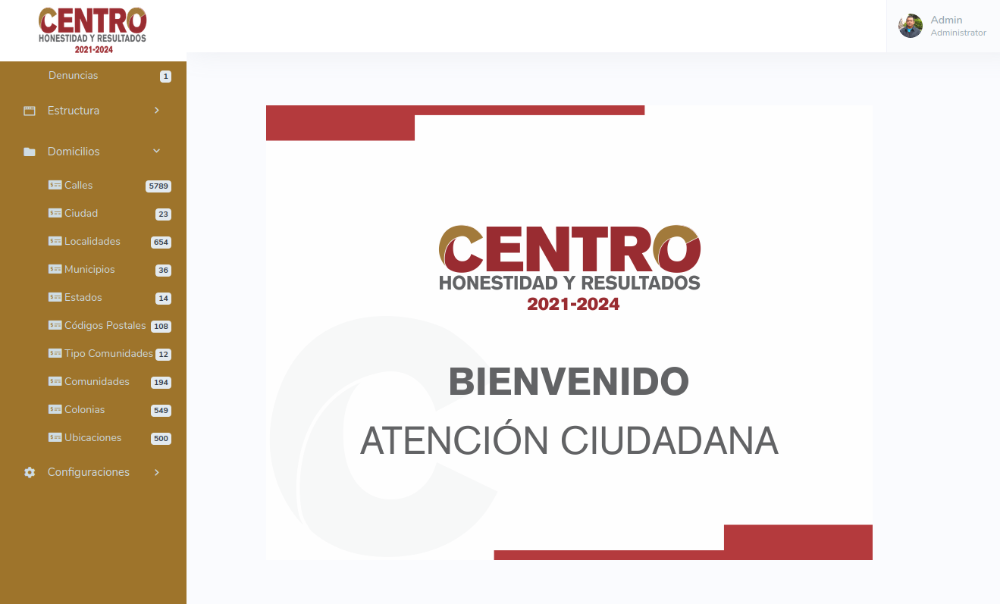 CENTRO
HONESTIDAD Y RESULTADOS
2021-2024
Admin
Administrator
Denuncias 1
Estructura
Domicilios
Calles 5789
Ciudad 23
Localidades 654
Municipios 36
Estados 14
Códigos Postales 108
Tipo Comunidades 12
Comunidades 194
Colonias 549
Ubicaciones 500
Configuraciones
CENTRO
HONESTIDAD Y RESULTADOS
2021-2024
BIENVENIDO
ATENCIÓN CIUDADANA